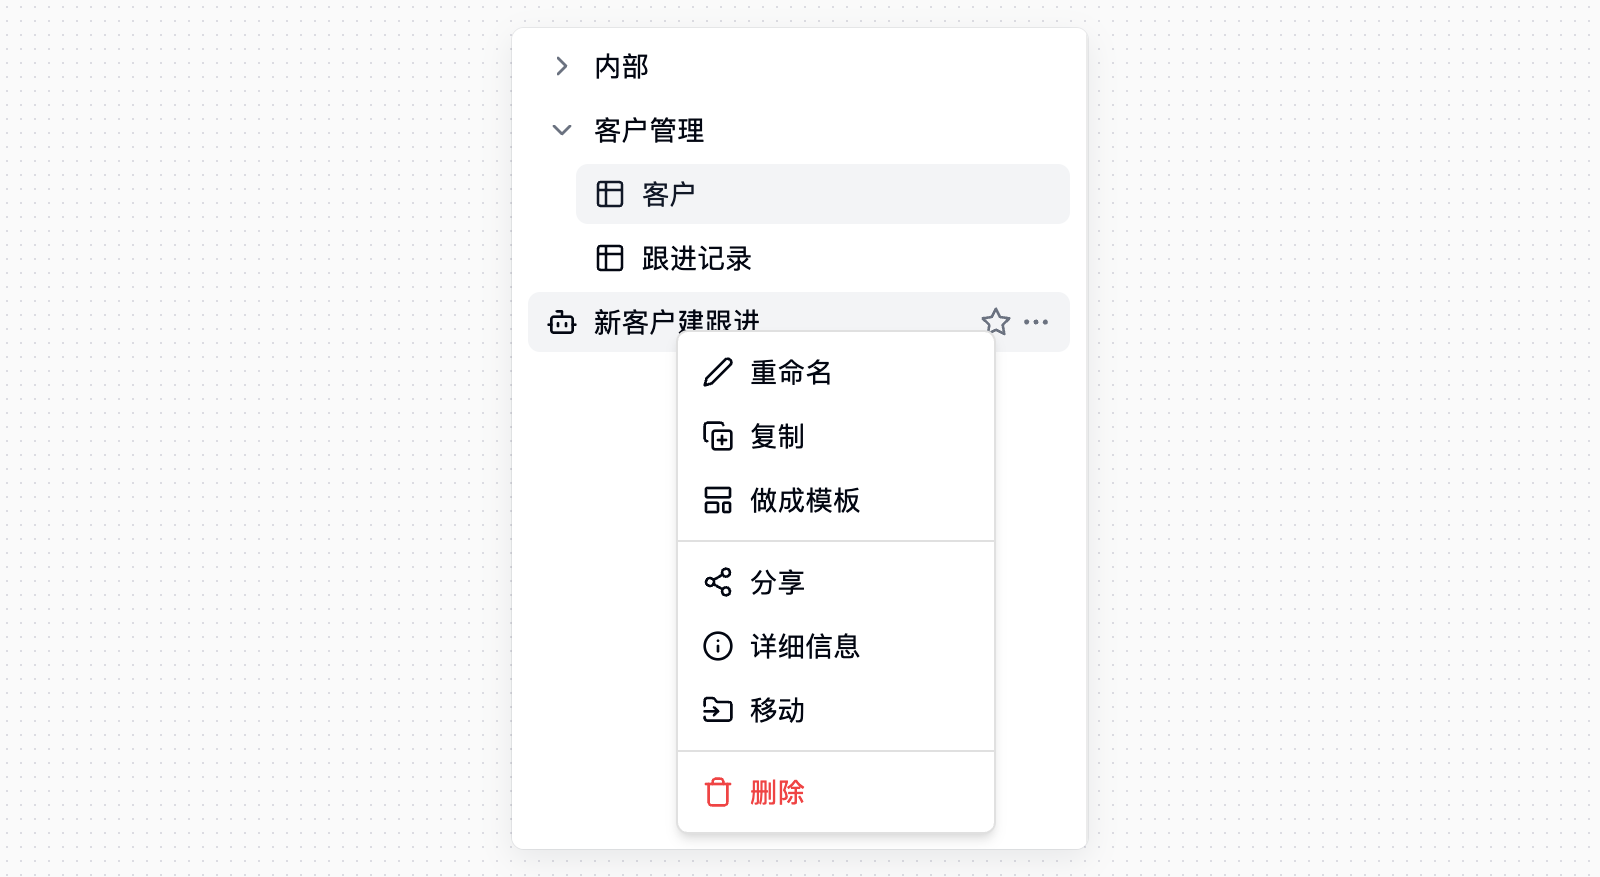 内部
客户管理
客户
跟进记录
新客户建跟进
重命名
复制
做成模板
分享
详细信息
移动
删除